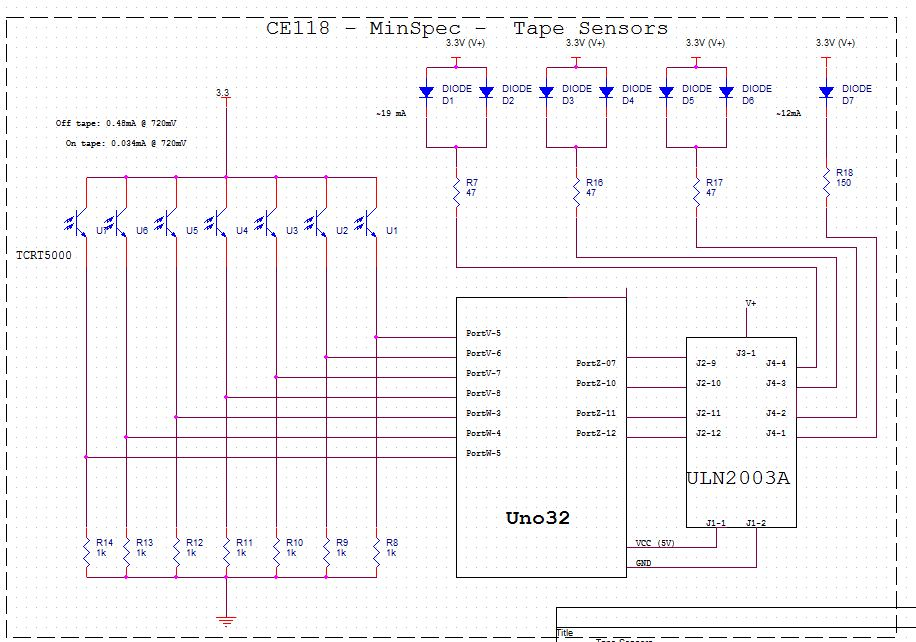 CE118 - MinSpec - Tape Sensors
3.3V (V+) 3.3V (V+) 3.3V (V+) 3.3V (V+)
3.3
DIODE DIODE DIODE DIODE DIODE DIODE DIODE
D1 D2 D3 D4 D5 D6 D7
~19 mA ~12mA
Off tape: 0.48mA @ 720mV
On tape: 0.034mA @ 720mV
R7 R16 R17 R18
47 47 47 150
U7 U6 U5 U4 U3 U2 U1
TCRT5000
V+
PortV-5
PortV-6
PortV-7
PortV-8
PortW-3
PortW-4
PortW-5
PortZ-07
PortZ-10
PortZ-11
PortZ-12
J3-1
J2-9 J4-4
J2-10 J4-3
J2-11 J4-2
J2-12 J4-1
ULN2003A
Uno32
J1-1 J1-2
VCC (5V)
GND
R14 R13 R12 R11 R10 R9 R8
1k 1k 1k 1k 1k 1k 1k
Title
Tape Sensors